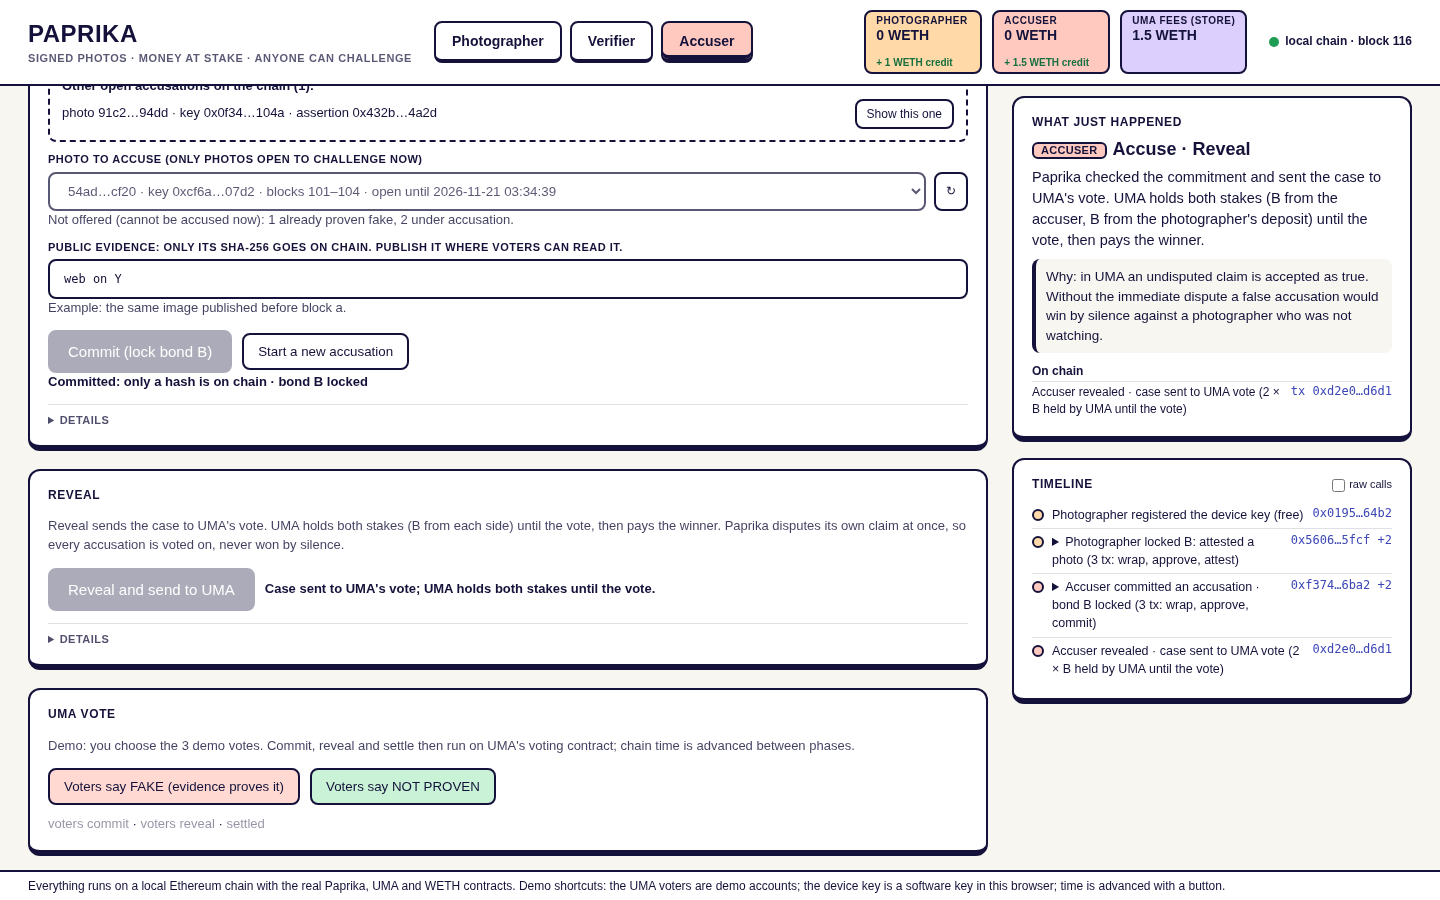 PAPRIKA
SIGNED PHOTOS · MONEY AT STAKE · ANYONE CAN CHALLENGE
Photographer
Verifier
Accuser
PHOTOGRAPHER
0 WETH
+ 1 WETH credit
ACCUSER
0 WETH
+ 1.5 WETH credit
UMA FEES (STORE)
1.5 WETH
local chain · block 116
Other open accusations on the chain (1):
photo 91c2…94dd · key 0x0f34…104a · assertion 0x432b…4a2d
Show this one
PHOTO TO ACCUSE (ONLY PHOTOS OPEN TO CHALLENGE NOW)
54ad…cf20 · key 0xcf6a…07d2 · blocks 101–104 · open until 2026-11-21 03:34:39
↻
Not offered (cannot be accused now): 1 already proven fake, 2 under accusation.
PUBLIC EVIDENCE: ONLY ITS SHA-256 GOES ON CHAIN. PUBLISH IT WHERE VOTERS CAN READ IT.
web on Y
Example: the same image published before block a.
Commit (lock bond B)
Start a new accusation
Committed: only a hash is on chain · bond B locked
▶ DETAILS
REVEAL
Reveal sends the case to UMA's vote. UMA holds both stakes (B from each side) until the vote, then pays the winner. Paprika disputes its own claim at once, so
every accusation is voted on, never won by silence.
Reveal and send to UMA
Case sent to UMA's vote; UMA holds both stakes until the vote.
▶ DETAILS
UMA VOTE
Demo: you choose the 3 demo votes. Commit, reveal and settle then run on UMA's voting contract; chain time is advanced between phases.
Voters say FAKE (evidence proves it)
Voters say NOT PROVEN
voters commit · voters reveal · settled
WHAT JUST HAPPENED
ACCUSER Accuse · Reveal
Paprika checked the commitment and sent the case to
UMA's vote. UMA holds both stakes (B from the
accuser, B from the photographer's deposit) until the
vote, then pays the winner.
Why: in UMA an undisputed claim is accepted as true.
Without the immediate dispute a false accusation would
win by silence against a photographer who was not
watching.
On chain
Accuser revealed · case sent to UMA vote (2 × tx 0xd2e0…d6d1
B held by UMA until the vote)
TIMELINE
raw calls
Photographer registered the device key (free) 0x0195…64b2
▶ Photographer locked B: attested a 0x5606…5fcf +2
photo (3 tx: wrap, approve, attest)
▶ Accuser committed an accusation · 0xf374…6ba2 +2
bond B locked (3 tx: wrap, approve,
commit)
Accuser revealed · case sent to UMA vote (2 0xd2e0…d6d1
× B held by UMA until the vote)
Everything runs on a local Ethereum chain with the real Paprika, UMA and WETH contracts. Demo shortcuts: the UMA voters are demo accounts; the device key is a software key in this browser; time is advanced with a button.